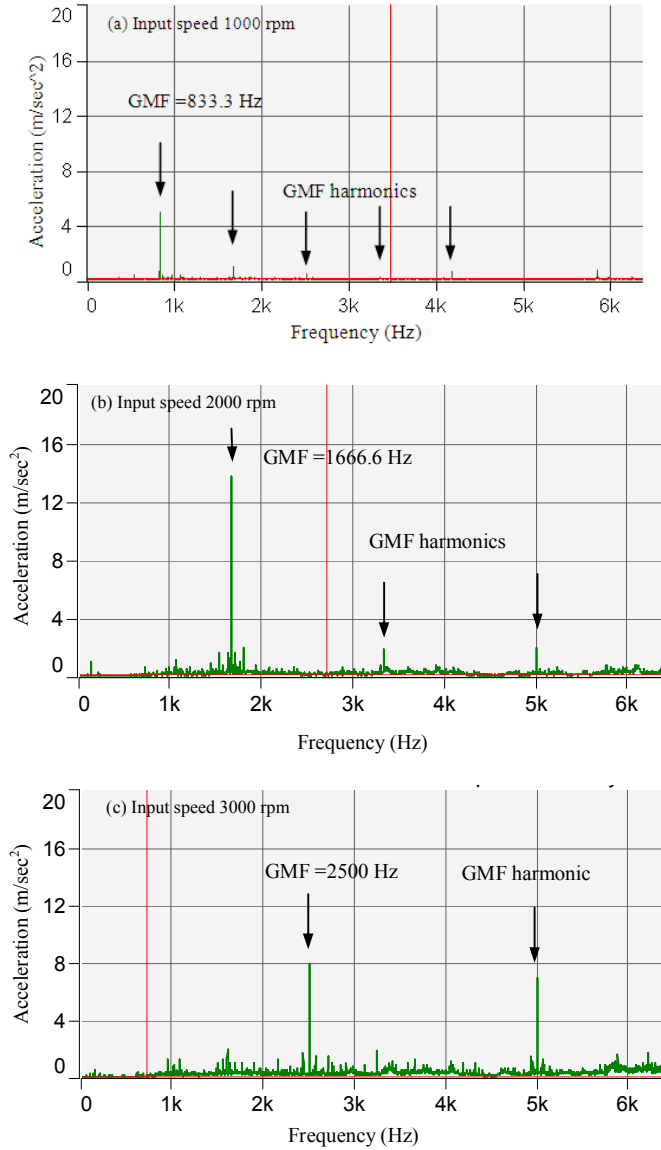 20
(a) Input speed 1000 rpm
16
GMF =833.3 Hz
12
8
GMF harmonics
4
0
Acceleration (m/sec^2)
0 1k 2k 3k 4k 5k 6k
Frequency (Hz)
20
(b) Input speed 2000 rpm
16
GMF =1666.6 Hz
12
GMF harmonics
8
4
0
Acceleration (m/sec²)
0 1k 2k 3k 4k 5k 6k
Frequency (Hz)
20
(c) Input speed 3000 rpm
16
GMF =2500 Hz GMF harmonic
12
8
4
0
Acceleration (m/sec²)
0 1k 2k 3k 4k 5k 6k
Frequency (Hz)